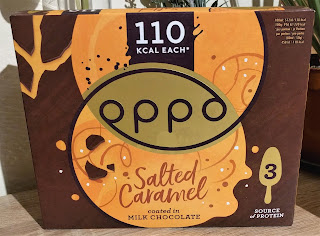 110
KCAL EACH*
oppo
Salted
Caramel
coated in
MILK CHOCOLATE
3
SOURCE
OF PROTEIN